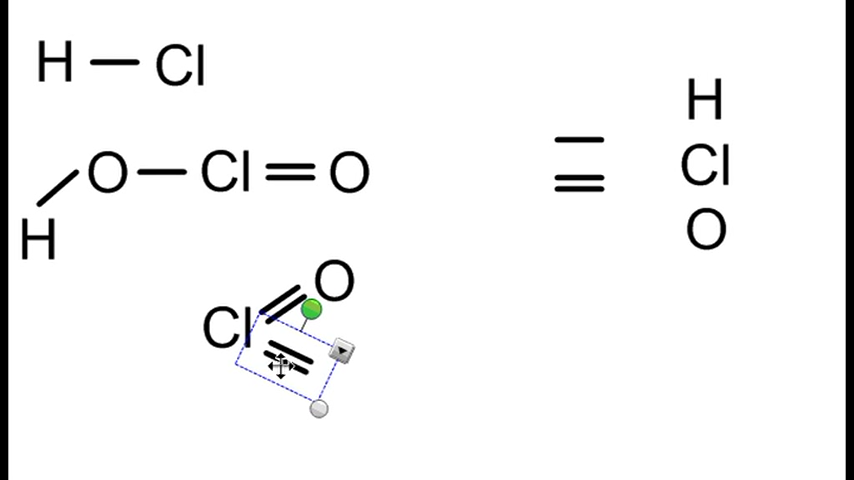 H — Cl
O — Cl = O
H
O
Cl
H
Cl
O